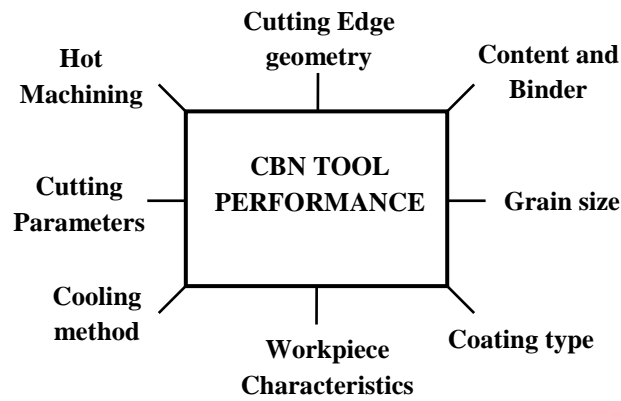 Cutting Edge
geometry
Hot
Machining
Content and
Binder
CBN TOOL
PERFORMANCE
Cutting
Parameters
Grain size
Cooling
method
Workpiece
Characteristics
Coating type